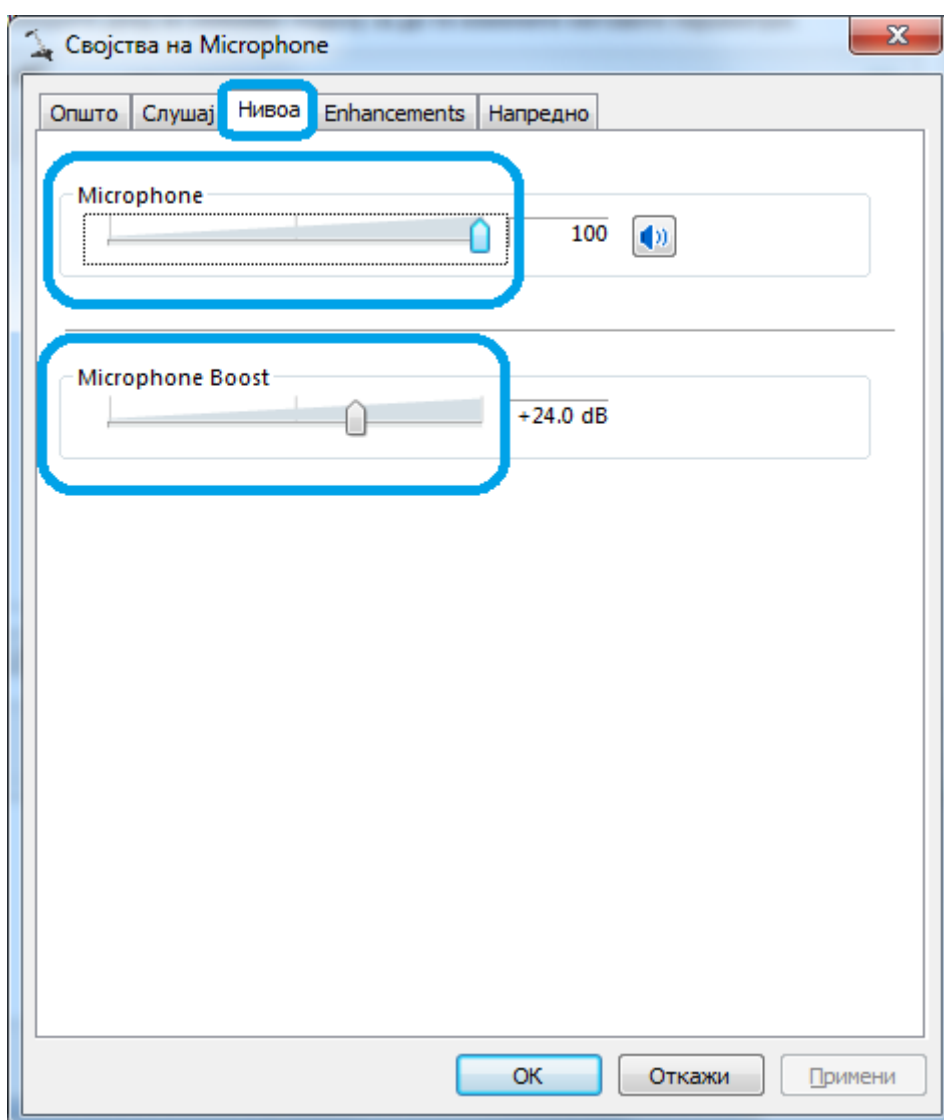 Својства на Microphone
Општо Слушај Нивоа Enhancements Напредно
Microphone
100
Microphone Boost
+24.0 dB
OK Откажи Примени